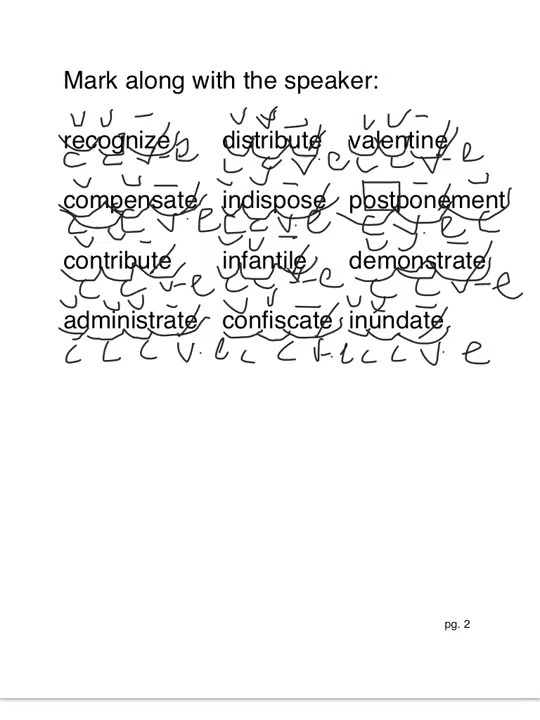 Mark along with the speaker:
recognize distribute valentine
c c v-e c c v-e c c v-e
compensate indispose postponement
c c v-e c c v-e c v-e c
contribute infantile demonstrate
c c v-e c c v-e c c v-e
administrate confiscate inundate
c c c v-e c c v-e c c v-e
pg. 2